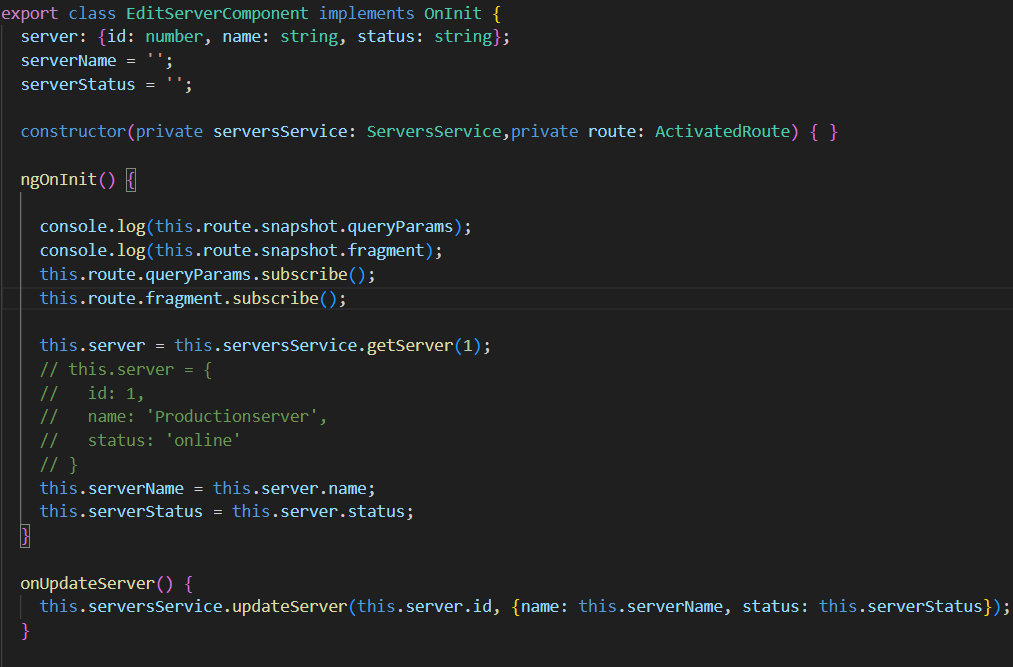 export class EditServerComponent implements OnInit {
server: {id: number, name: string, status: string};
serverName = '';
serverStatus = '';
constructor(private serversService: ServersService,private route: ActivatedRoute) { }
ngOnInit() {
console.log(this.route.snapshot.queryParams);
console.log(this.route.snapshot.fragment);
this.route.queryParams.subscribe();
this.route.fragment.subscribe();
this.server = this.serversService.getServer(1);
// this.server = {
//   id: 1,
//   name: 'Productionserver',
//   status: 'online'
// }
this.serverName = this.server.name;
this.serverStatus = this.server.status;
}
onUpdateServer() {
this.serversService.updateServer(this.server.id, {name: this.serverName, status: this.serverStatus});
}